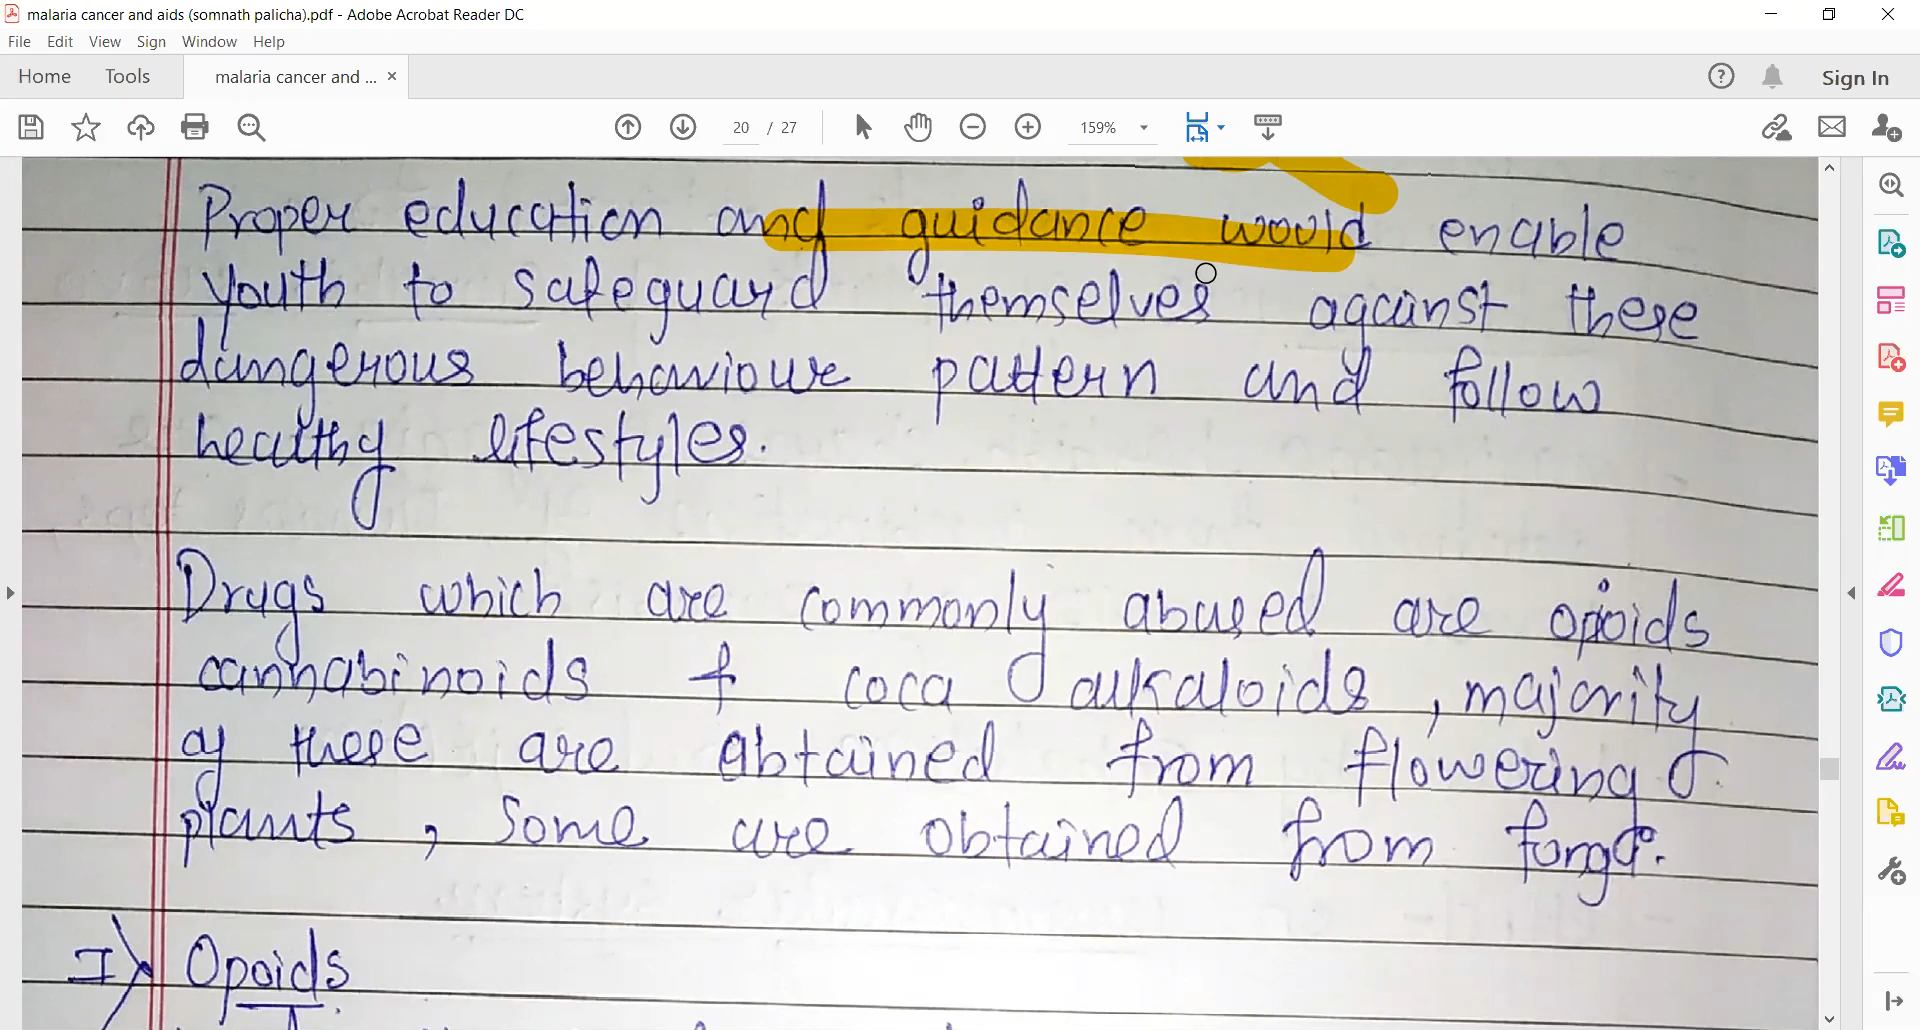 malaria cancer and aids (somnath palicha).pdf - Adobe Acrobat Reader DC
File Edit View Sign Window Help
Home Tools malaria cancer and ... × Sign In
20 / 27 159%
Proper education and guidance would enable
youth to safeguard themselves against these
dangerous behaviour pattern and follow
healthy lifestyles.
Drugs which are commonly abused are opioids
cannabinoids & coca alkaloids, majority
of these are obtained from flowering
plants, some are obtained from
I) Opoids